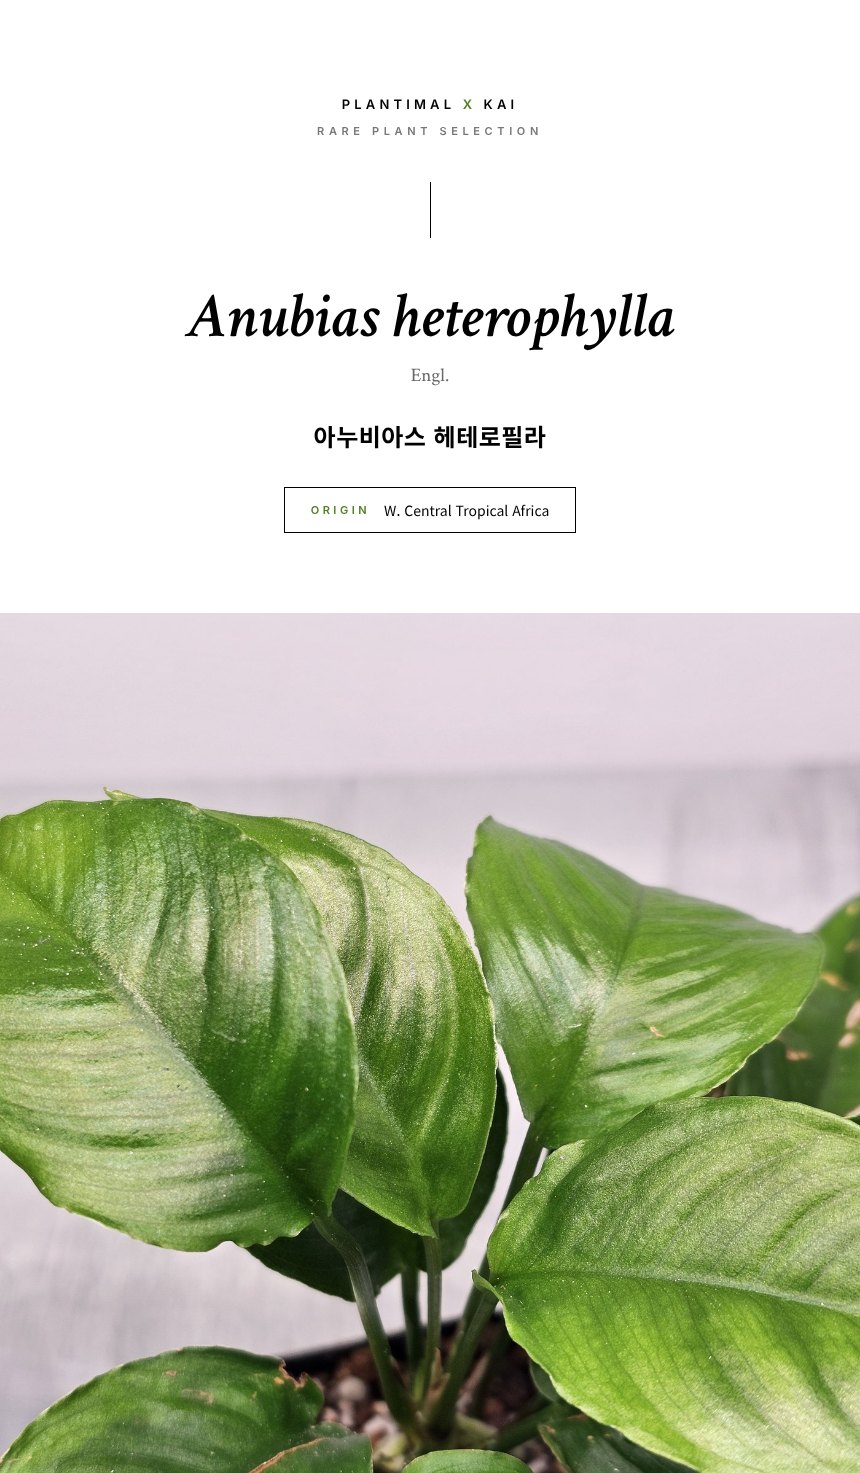 PLANTIMAL X KAI
RARE PLANT SELECTION
Anubias heterophylla
Engl.
아누비아스 헤테로필라
ORIGIN W. Central Tropical Africa